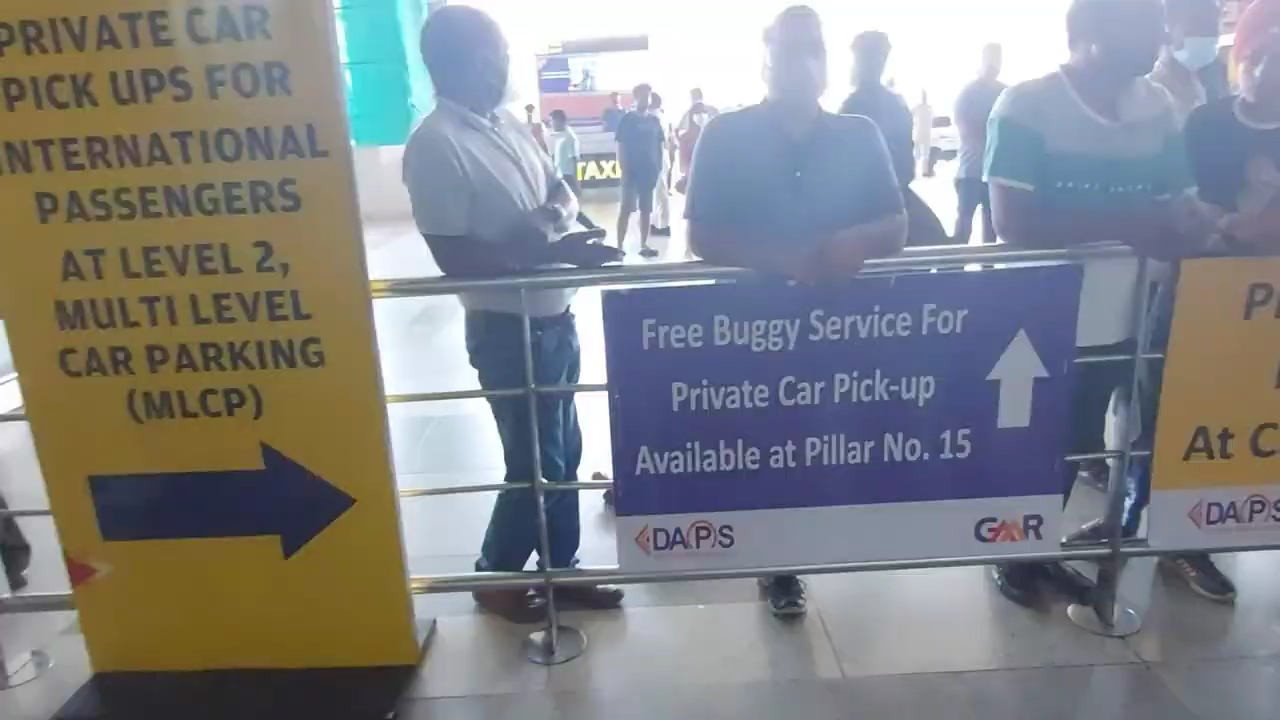 PRIVATE CAR
PICK UPS FOR
INTERNATIONAL
PASSENGERS
AT LEVEL 2,
MULTI LEVEL
CAR PARKING
(MLCP)
TAXI
Free Buggy Service For
Private Car Pick-up
Available at Pillar No. 15
DAPS
GMR
At C
DAPS